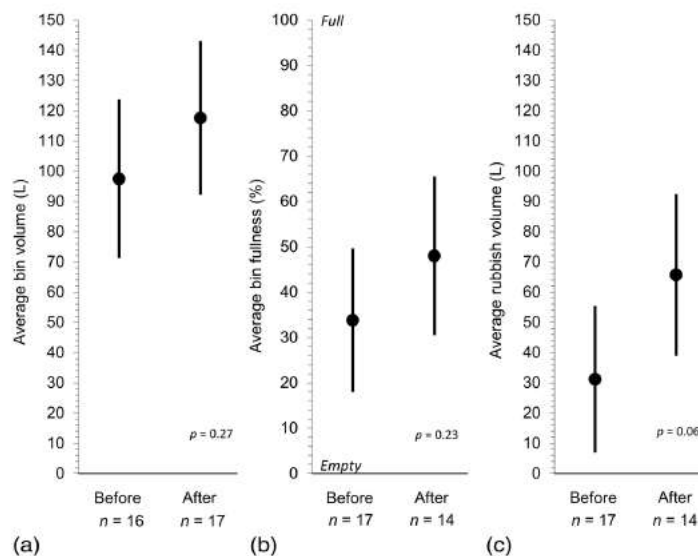 Average bin volume (L)
150
140
130
120
110
100
90
80
70
60
50
40
30
20
10
0
p = 0.27
Before
After
n = 16
n = 17
(a)
Average bin fullness (%)
100
90
80
70
60
50
40
30
20
10
0
Full
Empty
p = 0.23
Before
After
n = 17
n = 14
(b)
Average rubbish volume (L)
150
140
130
120
110
100
90
80
70
60
50
40
30
20
10
0
p = 0.06
Before
After
n = 17
n = 14
(c)